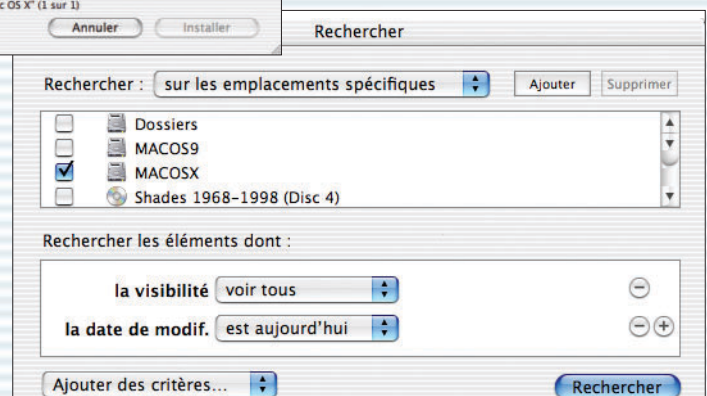 c OS X" (1 sur 1)
Annuler Installer
Rechercher
Rechercher : sur les emplacements spécifiques Ajouter Supprimer
Dossiers
MACOS9
MACOSX
Shades 1968-1998 (Disc 4)
Rechercher les éléments dont :
la visibilité voir tous
la date de modif. est aujourd'hui
Ajouter des critères... Rechercher